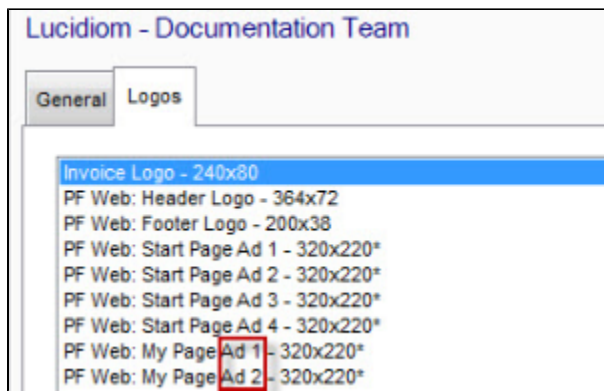 Lucidiom - Documentation Team
General Logos
Invoice Logo - 240x80
PF Web: Header Logo - 364x72
PF Web: Footer Logo - 200x38
PF Web: Start Page Ad 1 - 320x220*
PF Web: Start Page Ad 2 - 320x220*
PF Web: Start Page Ad 3 - 320x220*
PF Web: Start Page Ad 4 - 320x220*
PF Web: My Page Ad 1 - 320x220*
PF Web: My Page Ad 2 - 320x220*